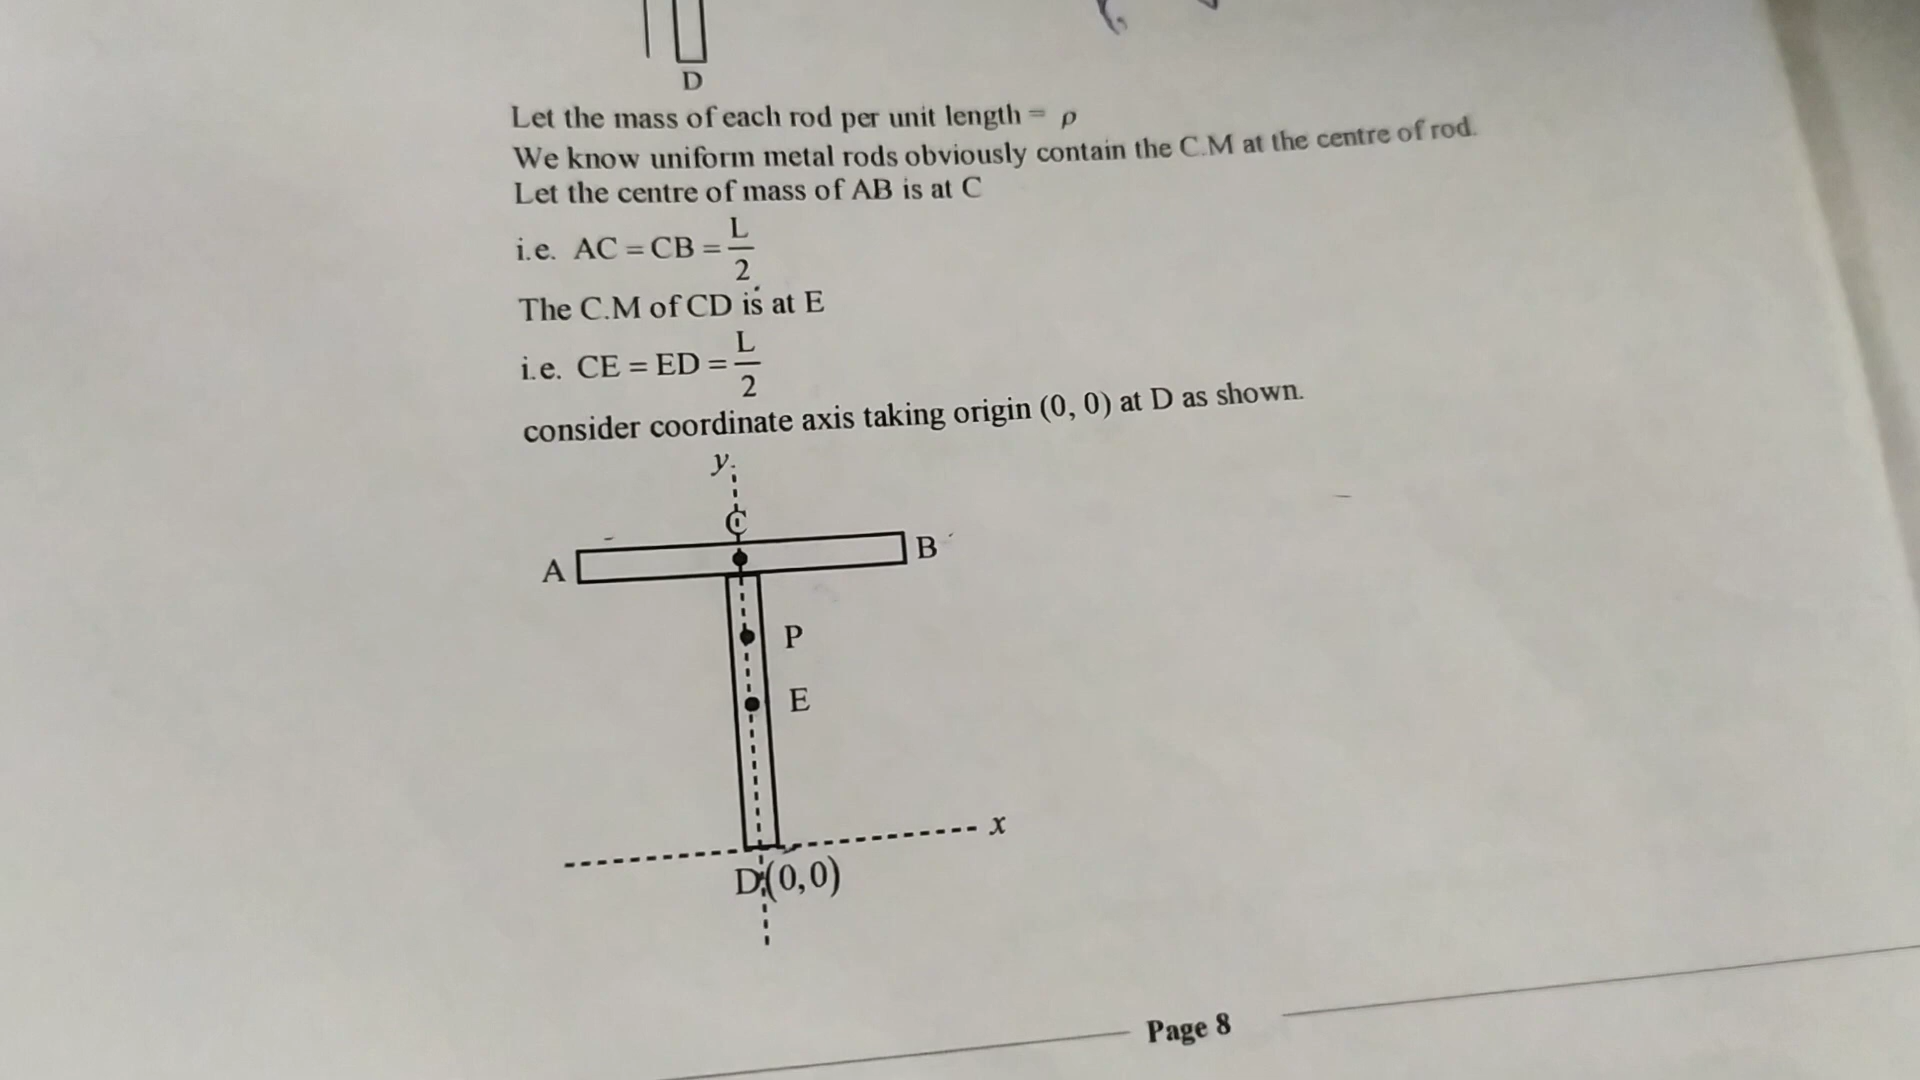 D
Let the mass of each rod per unit length = ρ
We know uniform metal rods obviously contain the C.M at the centre of rod.
Let the centre of mass of AB is at C
i.e. AC = CB = L/2
The C.M of CD is at E
i.e. CE = ED = L/2
consider coordinate axis taking origin (0, 0) at D as shown.
y
C
A
B
P
E
x
D(0,0)
Page 8